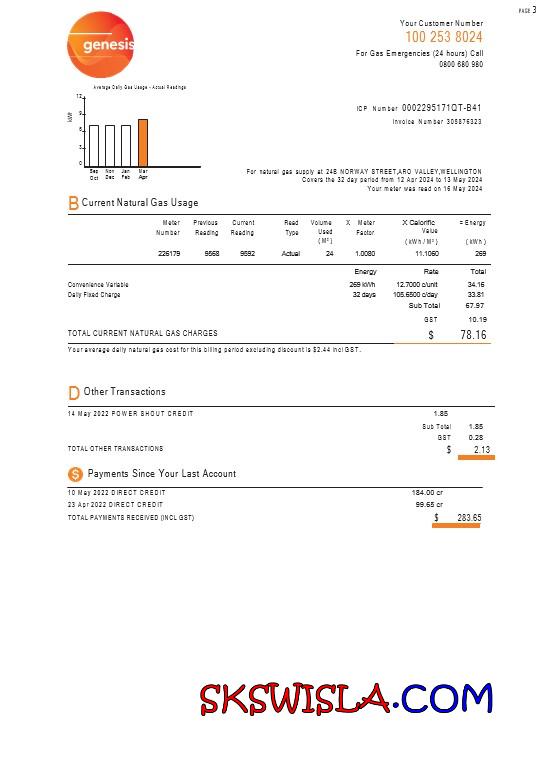 PAGE 3
genesis
Your Customer Number
100 253 8024
For Gas Emergencies (24 hours) Call
0800 680 980
Average Daily Gas Usage - Actual Readings
kWh
12
9
6
3
0
Sep Oct
Nov Dec
Jan Feb
Mar Apr
ICP Number 0002295171QT-B41
Invoice Number 305876323
For natural gas supply at 24B NORWAY STREET,ARO VALLEY,WELLINGTON
Covers the 32 day period from 12 Apr 2024 to 13 May 2024
Your meter was read on 16 May 2024
B Current Natural Gas Usage
Meter Previous Current Read Volume X Meter X Calorific = Energy
Number Reading Reading Type Used Factor Value
(M³) (kWh / M³) (kWh)
226179 9568 9592 Actual 24 1.0080 11.1060 269
Energy Rate Total
Convenience Variable 269 kWh 12.7000 c/unit 34.16
Daily Fixed Charge 32 days 105.6500 c/day 33.81
Sub Total 67.97
GST 10.19
TOTAL CURRENT NATURAL GAS CHARGES $ 78.16
Your average daily natural gas cost for this billing period excluding discount is $2.44 incl GST.
D Other Transactions
14 May 2022 POWER SHOUT CREDIT 1.85
Sub Total 1.85
GST 0.28
TOTAL OTHER TRANSACTIONS $ 2.13
$ Payments Since Your Last Account
10 May 2022 DIRECT CREDIT 184.00 cr
23 Apr 2022 DIRECT CREDIT 99.65 cr
TOTAL PAYMENTS RECEIVED (INCL GST) $ 283.65
SKSWISLA.COM